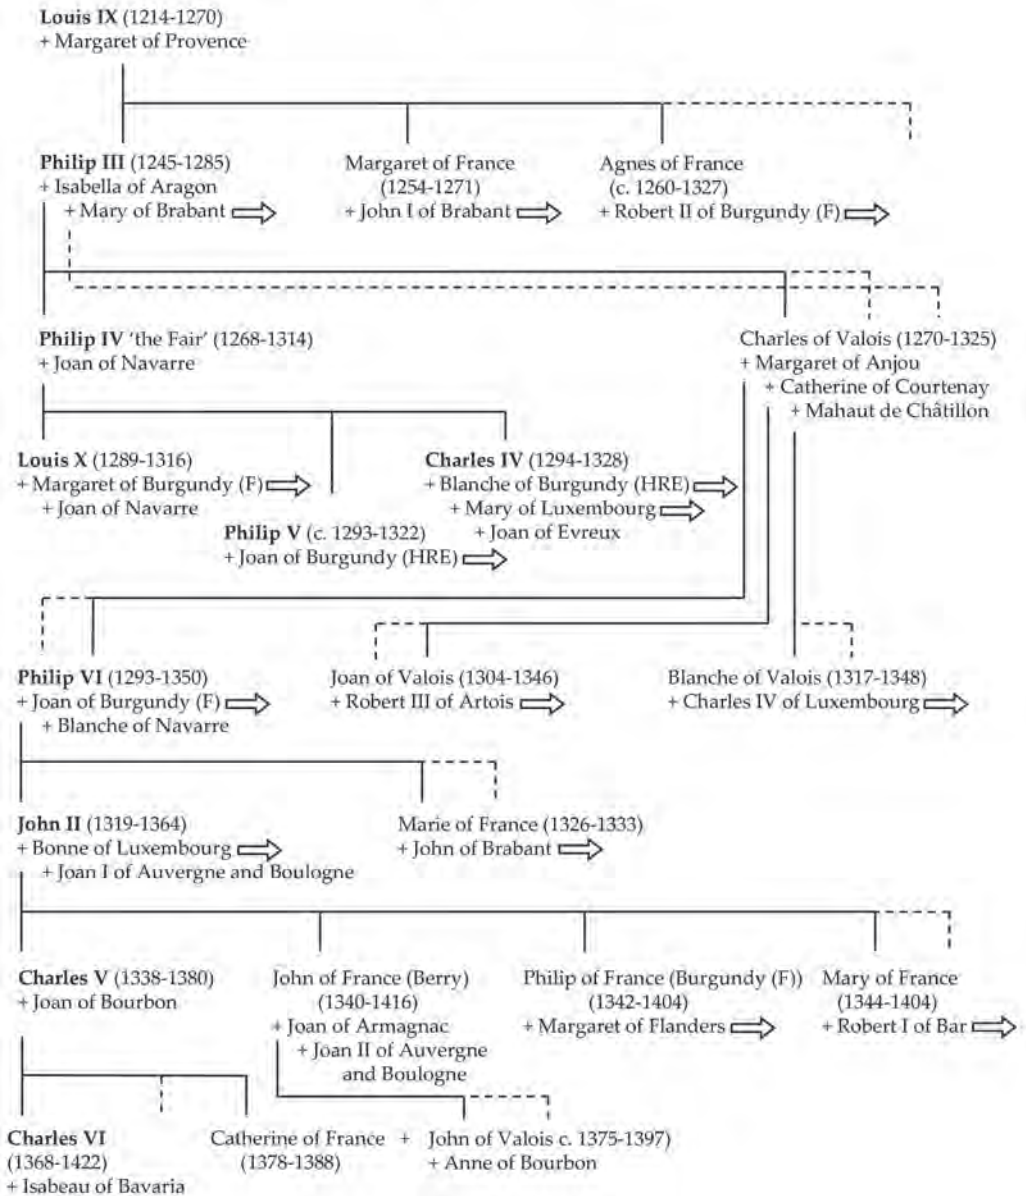 Louis IX (1214-1270)
+ Margaret of Provence
Philip III (1245-1285)
+ Isabella of Aragon
+ Mary of Brabant
Margaret of France
(1254-1271)
+ John I of Brabant
Agnes of France
(c. 1260-1327)
+ Robert II of Burgundy (F)
Philip IV 'the Fair' (1268-1314)
+ Joan of Navarre
Charles of Valois (1270-1325)
+ Margaret of Anjou
+ Catherine of Courtenay
+ Mahaut de Châtillon
Louis X (1289-1316)
+ Margaret of Burgundy (F)
+ Joan of Navarre
Philip V (c. 1293-1322)
+ Joan of Burgundy (HRE)
Charles IV (1294-1328)
+ Blanche of Burgundy (HRE)
+ Mary of Luxembourg
+ Joan of Evreux
Philip VI (1293-1350)
+ Joan of Burgundy (F)
+ Blanche of Navarre
Joan of Valois (1304-1346)
+ Robert III of Artois
Blanche of Valois (1317-1348)
+ Charles IV of Luxembourg
John II (1319-1364)
+ Bonne of Luxembourg
+ Joan I of Auvergne and Boulogne
Marie of France (1326-1333)
+ John of Brabant
Charles V (1338-1380)
+ Joan of Bourbon
John of France (Berry)
(1340-1416)
+ Joan of Armagnac
+ Joan II of Auvergne
and Boulogne
Philip of France (Burgundy (F))
(1342-1404)
+ Margaret of Flanders
Mary of France
(1344-1404)
+ Robert I of Bar
Charles VI
(1368-1422)
+ Isabeau of Bavaria
Catherine of France +
(1378-1388)
John of Valois c. 1375-1397)
+ Anne of Bourbon